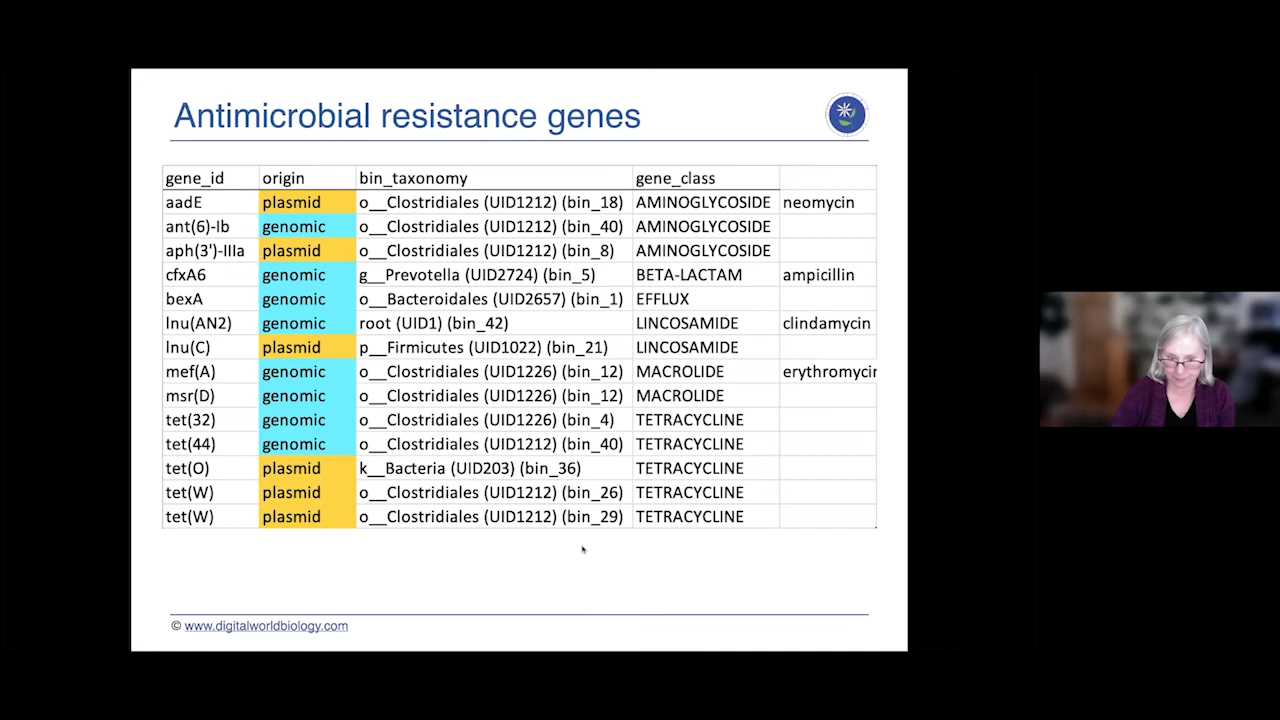 Antimicrobial resistance genes
gene_id origin bin_taxonomy gene_class
aadE plasmid o__Clostridiales (UID1212) (bin_18) AMINOGLYCOSIDE neomycin
ant(6)-Ib genomic o__Clostridiales (UID1212) (bin_40) AMINOGLYCOSIDE
aph(3')-IIIa plasmid o__Clostridiales (UID1212) (bin_8) AMINOGLYCOSIDE
cfxA6 genomic g__Prevotella (UID2724) (bin_5) BETA-LACTAM ampicillin
bexA genomic o__Bacteroidales (UID2657) (bin_1) EFFLUX
lnu(AN2) genomic root (UID1) (bin_42) LINCOSAMIDE clindamycin
lnu(C) plasmid p__Firmicutes (UID1022) (bin_21) LINCOSAMIDE
mef(A) genomic o__Clostridiales (UID1226) (bin_12) MACROLIDE erythromycin
msr(D) genomic o__Clostridiales (UID1226) (bin_12) MACROLIDE
tet(32) genomic o__Clostridiales (UID1226) (bin_4) TETRACYCLINE
tet(44) genomic o__Clostridiales (UID1212) (bin_40) TETRACYCLINE
tet(O) plasmid k__Bacteria (UID203) (bin_36) TETRACYCLINE
tet(W) plasmid o__Clostridiales (UID1212) (bin_26) TETRACYCLINE
tet(W) plasmid o__Clostridiales (UID1212) (bin_29) TETRACYCLINE
© www.digitalworldbiology.com